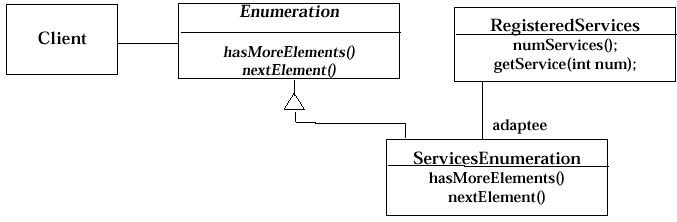 Client
Enumeration
hasMoreElements()
nextElement()
RegisteredServices
numServices();
getService(int num);
adaptee
ServicesEnumeration
hasMoreElements()
nextElement()